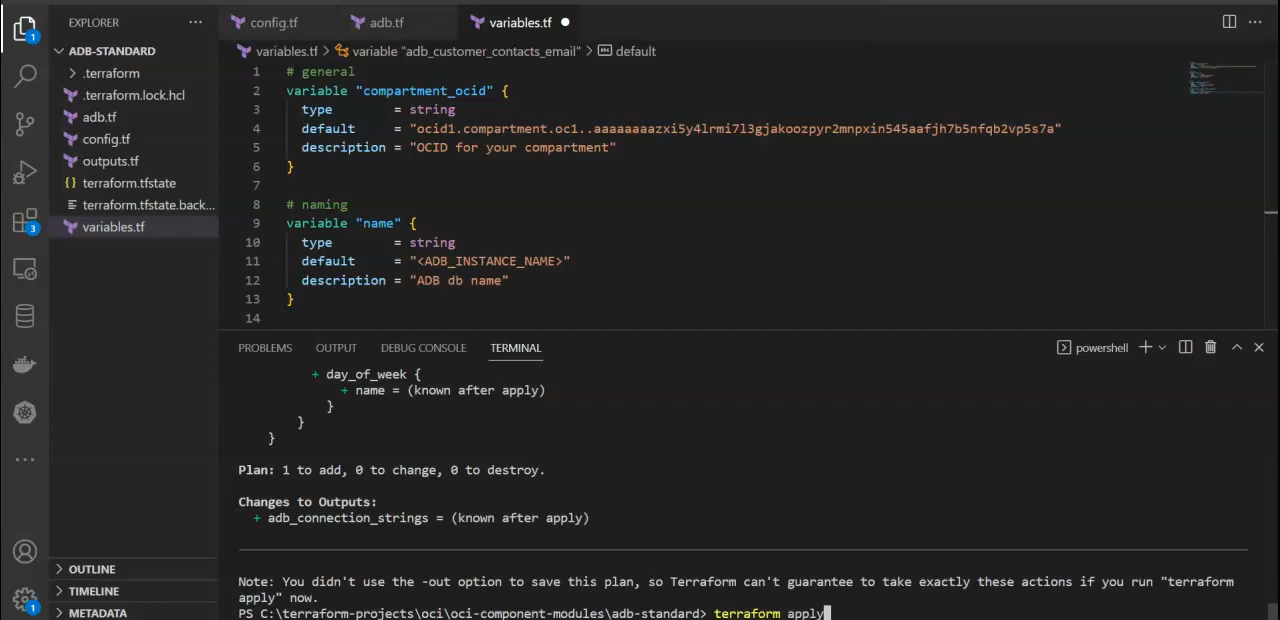 EXPLORER
ADB-STANDARD
.terraform
.terraform.lock.hcl
adb.tf
config.tf
outputs.tf
{} terraform.tfstate
terraform.tfstate.back...
variables.tf
OUTLINE
TIMELINE
METADATA
1
3
1
config.tf adb.tf variables.tf
variables.tf > variable "adb_customer_contacts_email" > default
1 # general
2 variable "compartment_ocid" {
3 type = string
4 default = "ocid1.compartment.oc1..aaaaaaaazxi5y4lrmi7l3gjakoozpyr2mnpxin545aafjh7b5nfqb2vp5s7a"
5 description = "OCID for your compartment"
6 }
7
8 # naming
9 variable "name" {
10 type = string
11 default = "<ADB_INSTANCE_NAME>"
12 description = "ADB db name"
13 }
14
PROBLEMS OUTPUT DEBUG CONSOLE TERMINAL powershell
+ day_of_week {
+ name = (known after apply)
}
}
}
Plan: 1 to add, 0 to change, 0 to destroy.
Changes to Outputs:
+ adb_connection_strings = (known after apply)
Note: You didn't use the -out option to save this plan, so Terraform can't guarantee to take exactly these actions if you run "terraform
apply" now.
PS C:\terraform-projects\oci\oci-component-modules\adb-standard> terraform apply